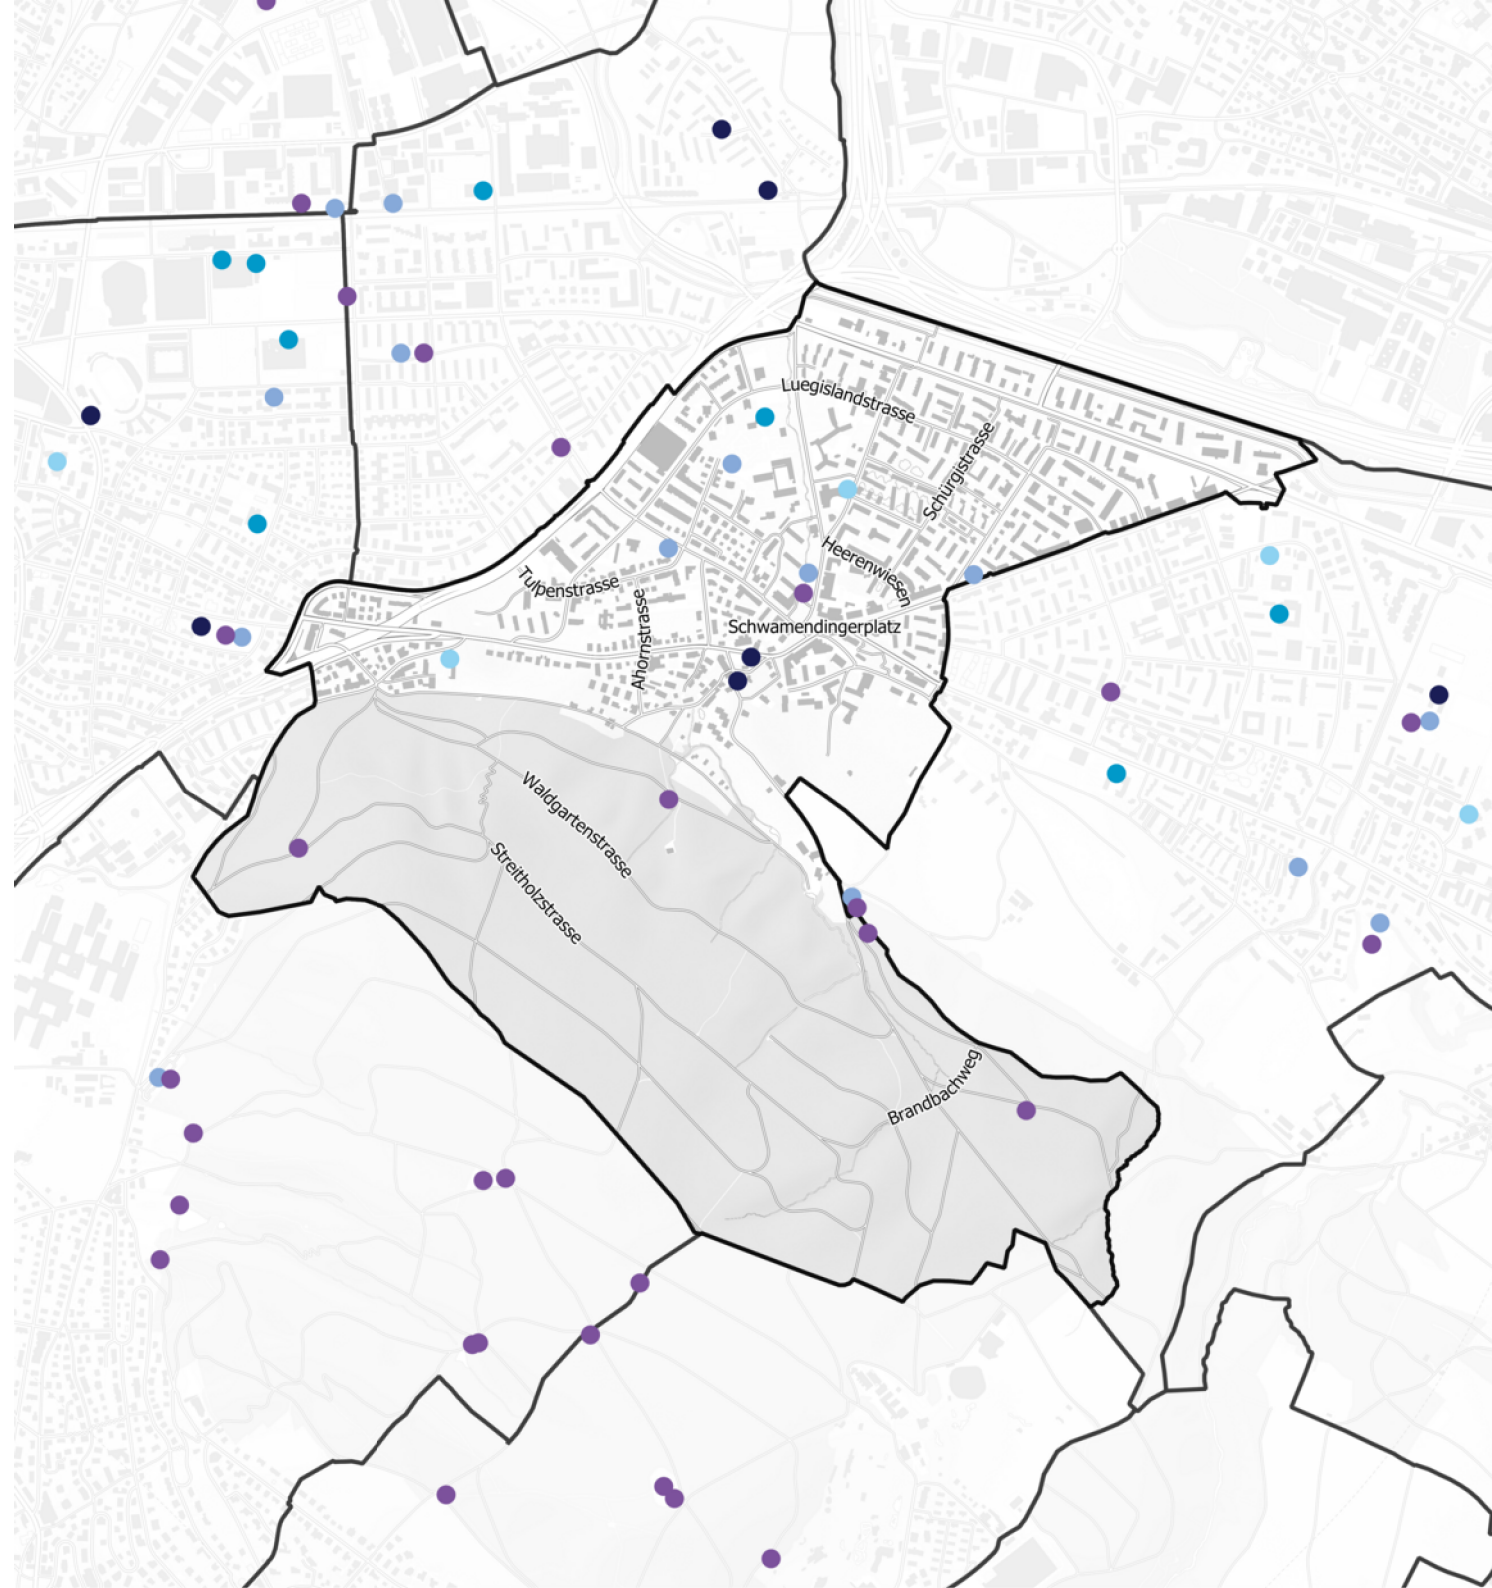 Luegislandstrasse
Schürgistrasse
Heerenwiesen
Tulpenstrasse
Ahornstrasse
Schwamendingerplatz
Waldgartenstrasse
Streitholzstrasse
Brandbachweg